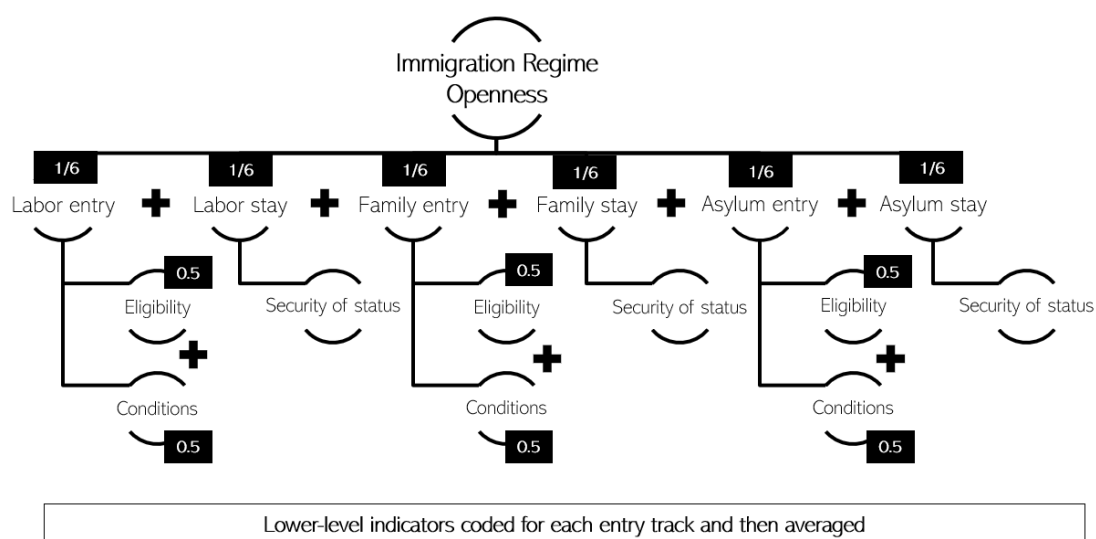 Immigration Regime
Openness
1/6
1/6
1/6
1/6
1/6
1/6
Labor entry + Labor stay + Family entry + Family stay + Asylum entry + Asylum stay
0.5
0.5
0.5
Eligibility
Security of status
Eligibility
Security of status
Eligibility
Security of status
+
+
+
Conditions
Conditions
Conditions
0.5
0.5
0.5
Lower-level indicators coded for each entry track and then averaged